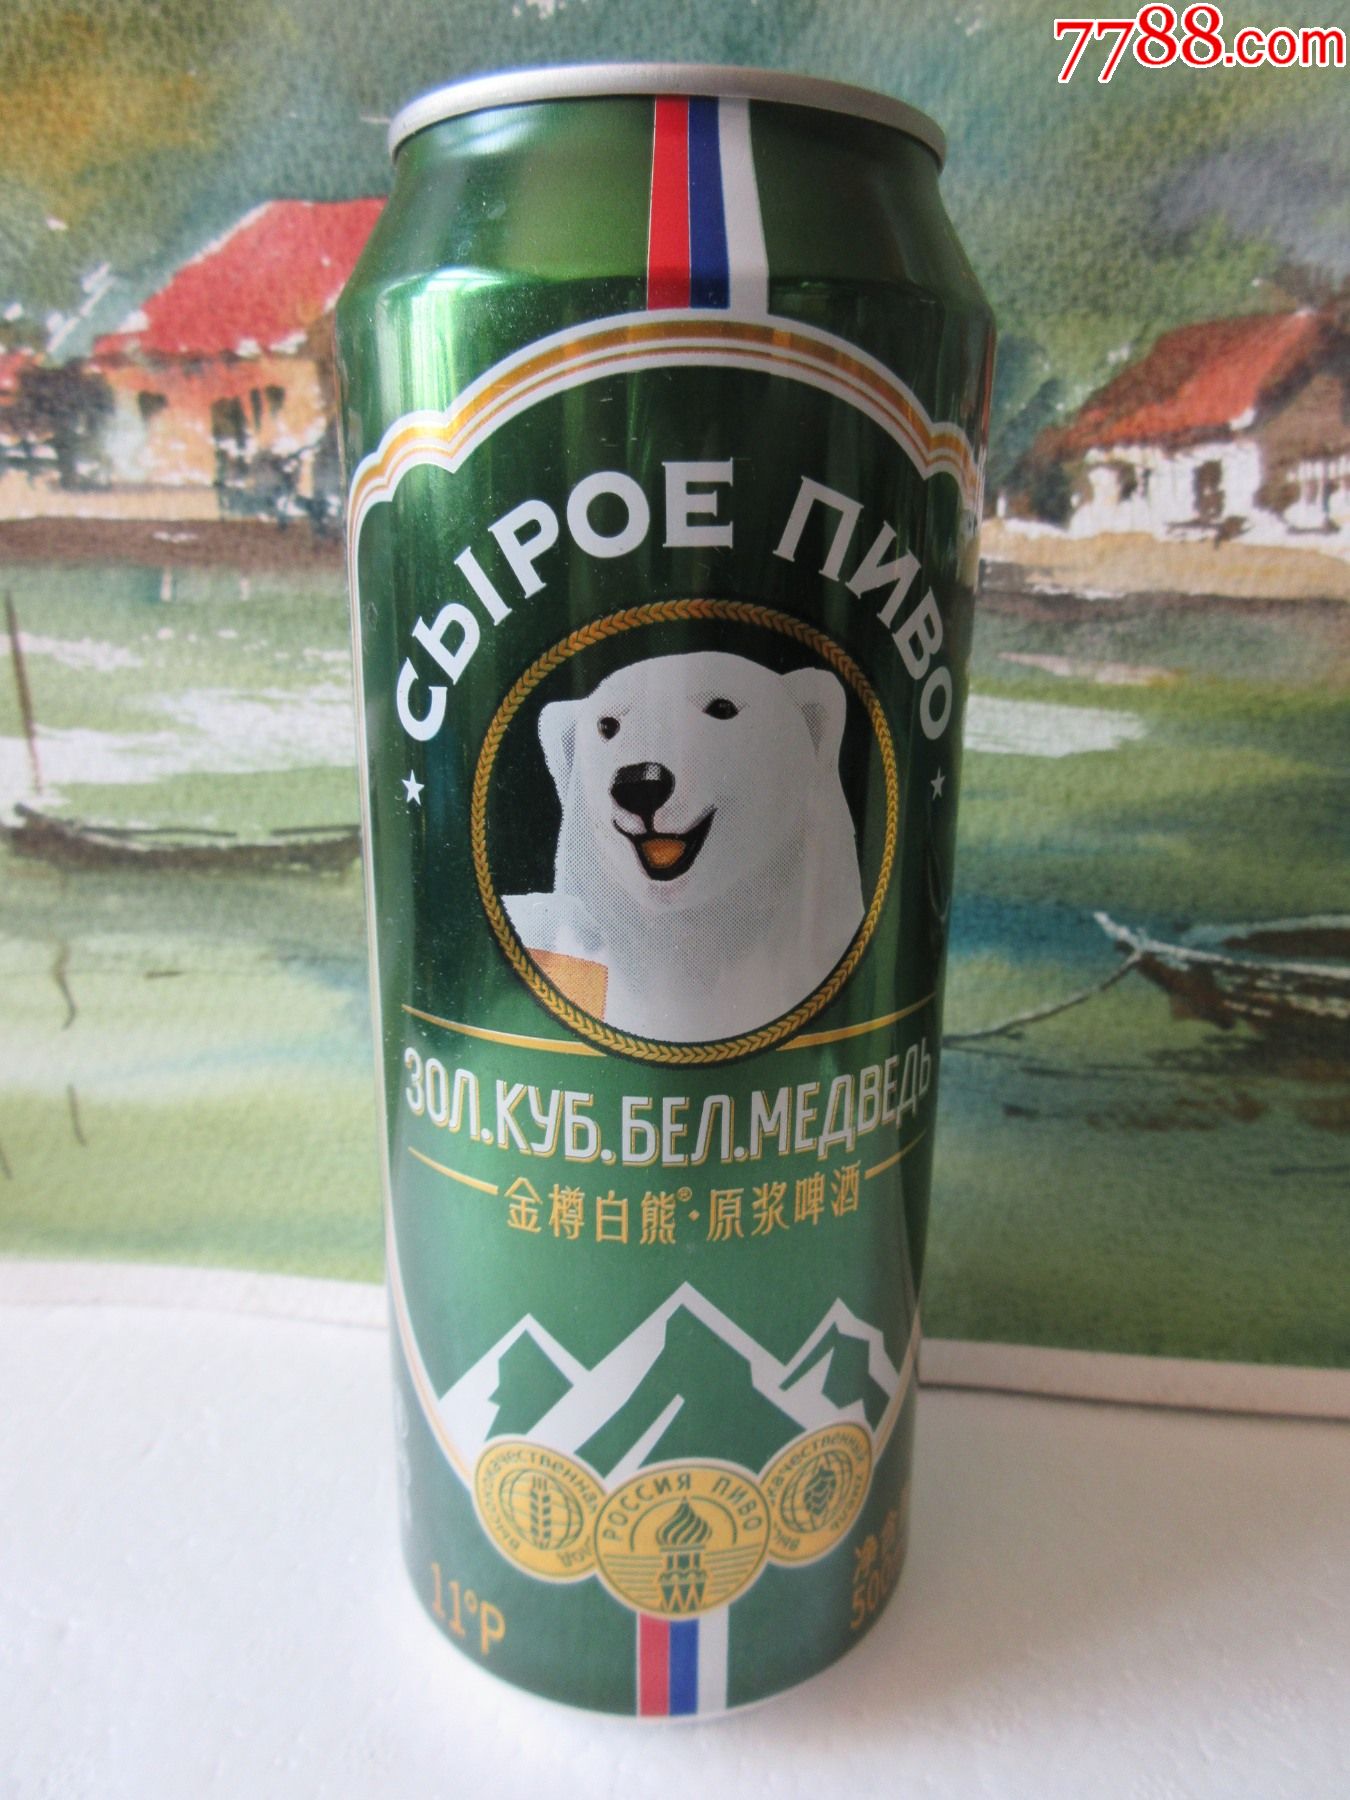 7788.com
СЫРОЕ ПИВО
ЗОЛ.КУБ.БЕЛ.МЕДВЕДЬ
金樽白熊®·原浆啤酒
РОССИЯ ПИВО
11°P